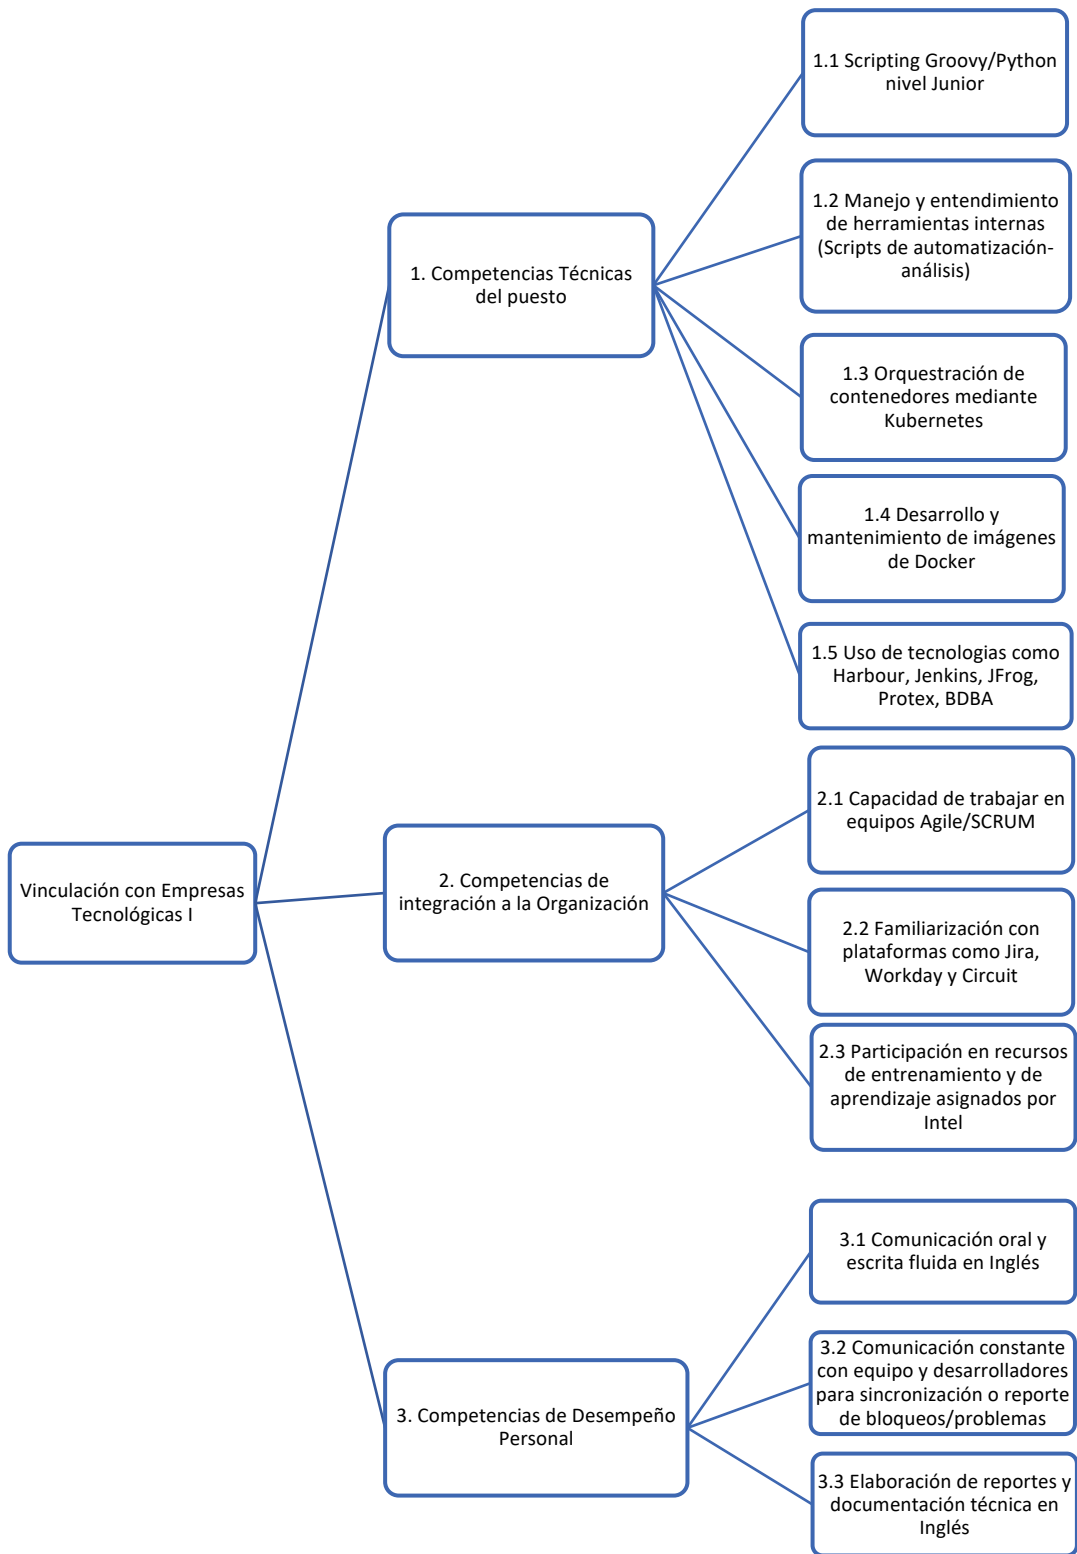 Vinculación con Empresas
Tecnológicas I
1. Competencias Técnicas
del puesto
1.1 Scripting Groovy/Python
nivel Junior
1.2 Manejo y entendimiento
de herramientas internas
(Scripts de automatización-
análisis)
1.3 Orquestración de
contenedores mediante
Kubernetes
1.4 Desarrollo y
mantenimiento de imágenes
de Docker
1.5 Uso de tecnologias como
Harbour, Jenkins, JFrog,
Protex, BDBA
2. Competencias de
integración a la Organización
2.1 Capacidad de trabajar en
equipos Agile/SCRUM
2.2 Familiarización con
plataformas como Jira,
Workday y Circuit
2.3 Participación en recursos
de entrenamiento y de
aprendizaje asignados por
Intel
3. Competencias de Desempeño
Personal
3.1 Comunicación oral y
escrita fluida en Inglés
3.2 Comunicación constante
con equipo y desarrolladores
para sincronización o reporte
de bloqueos/problemas
3.3 Elaboración de reportes y
documentación técnica en
Inglés